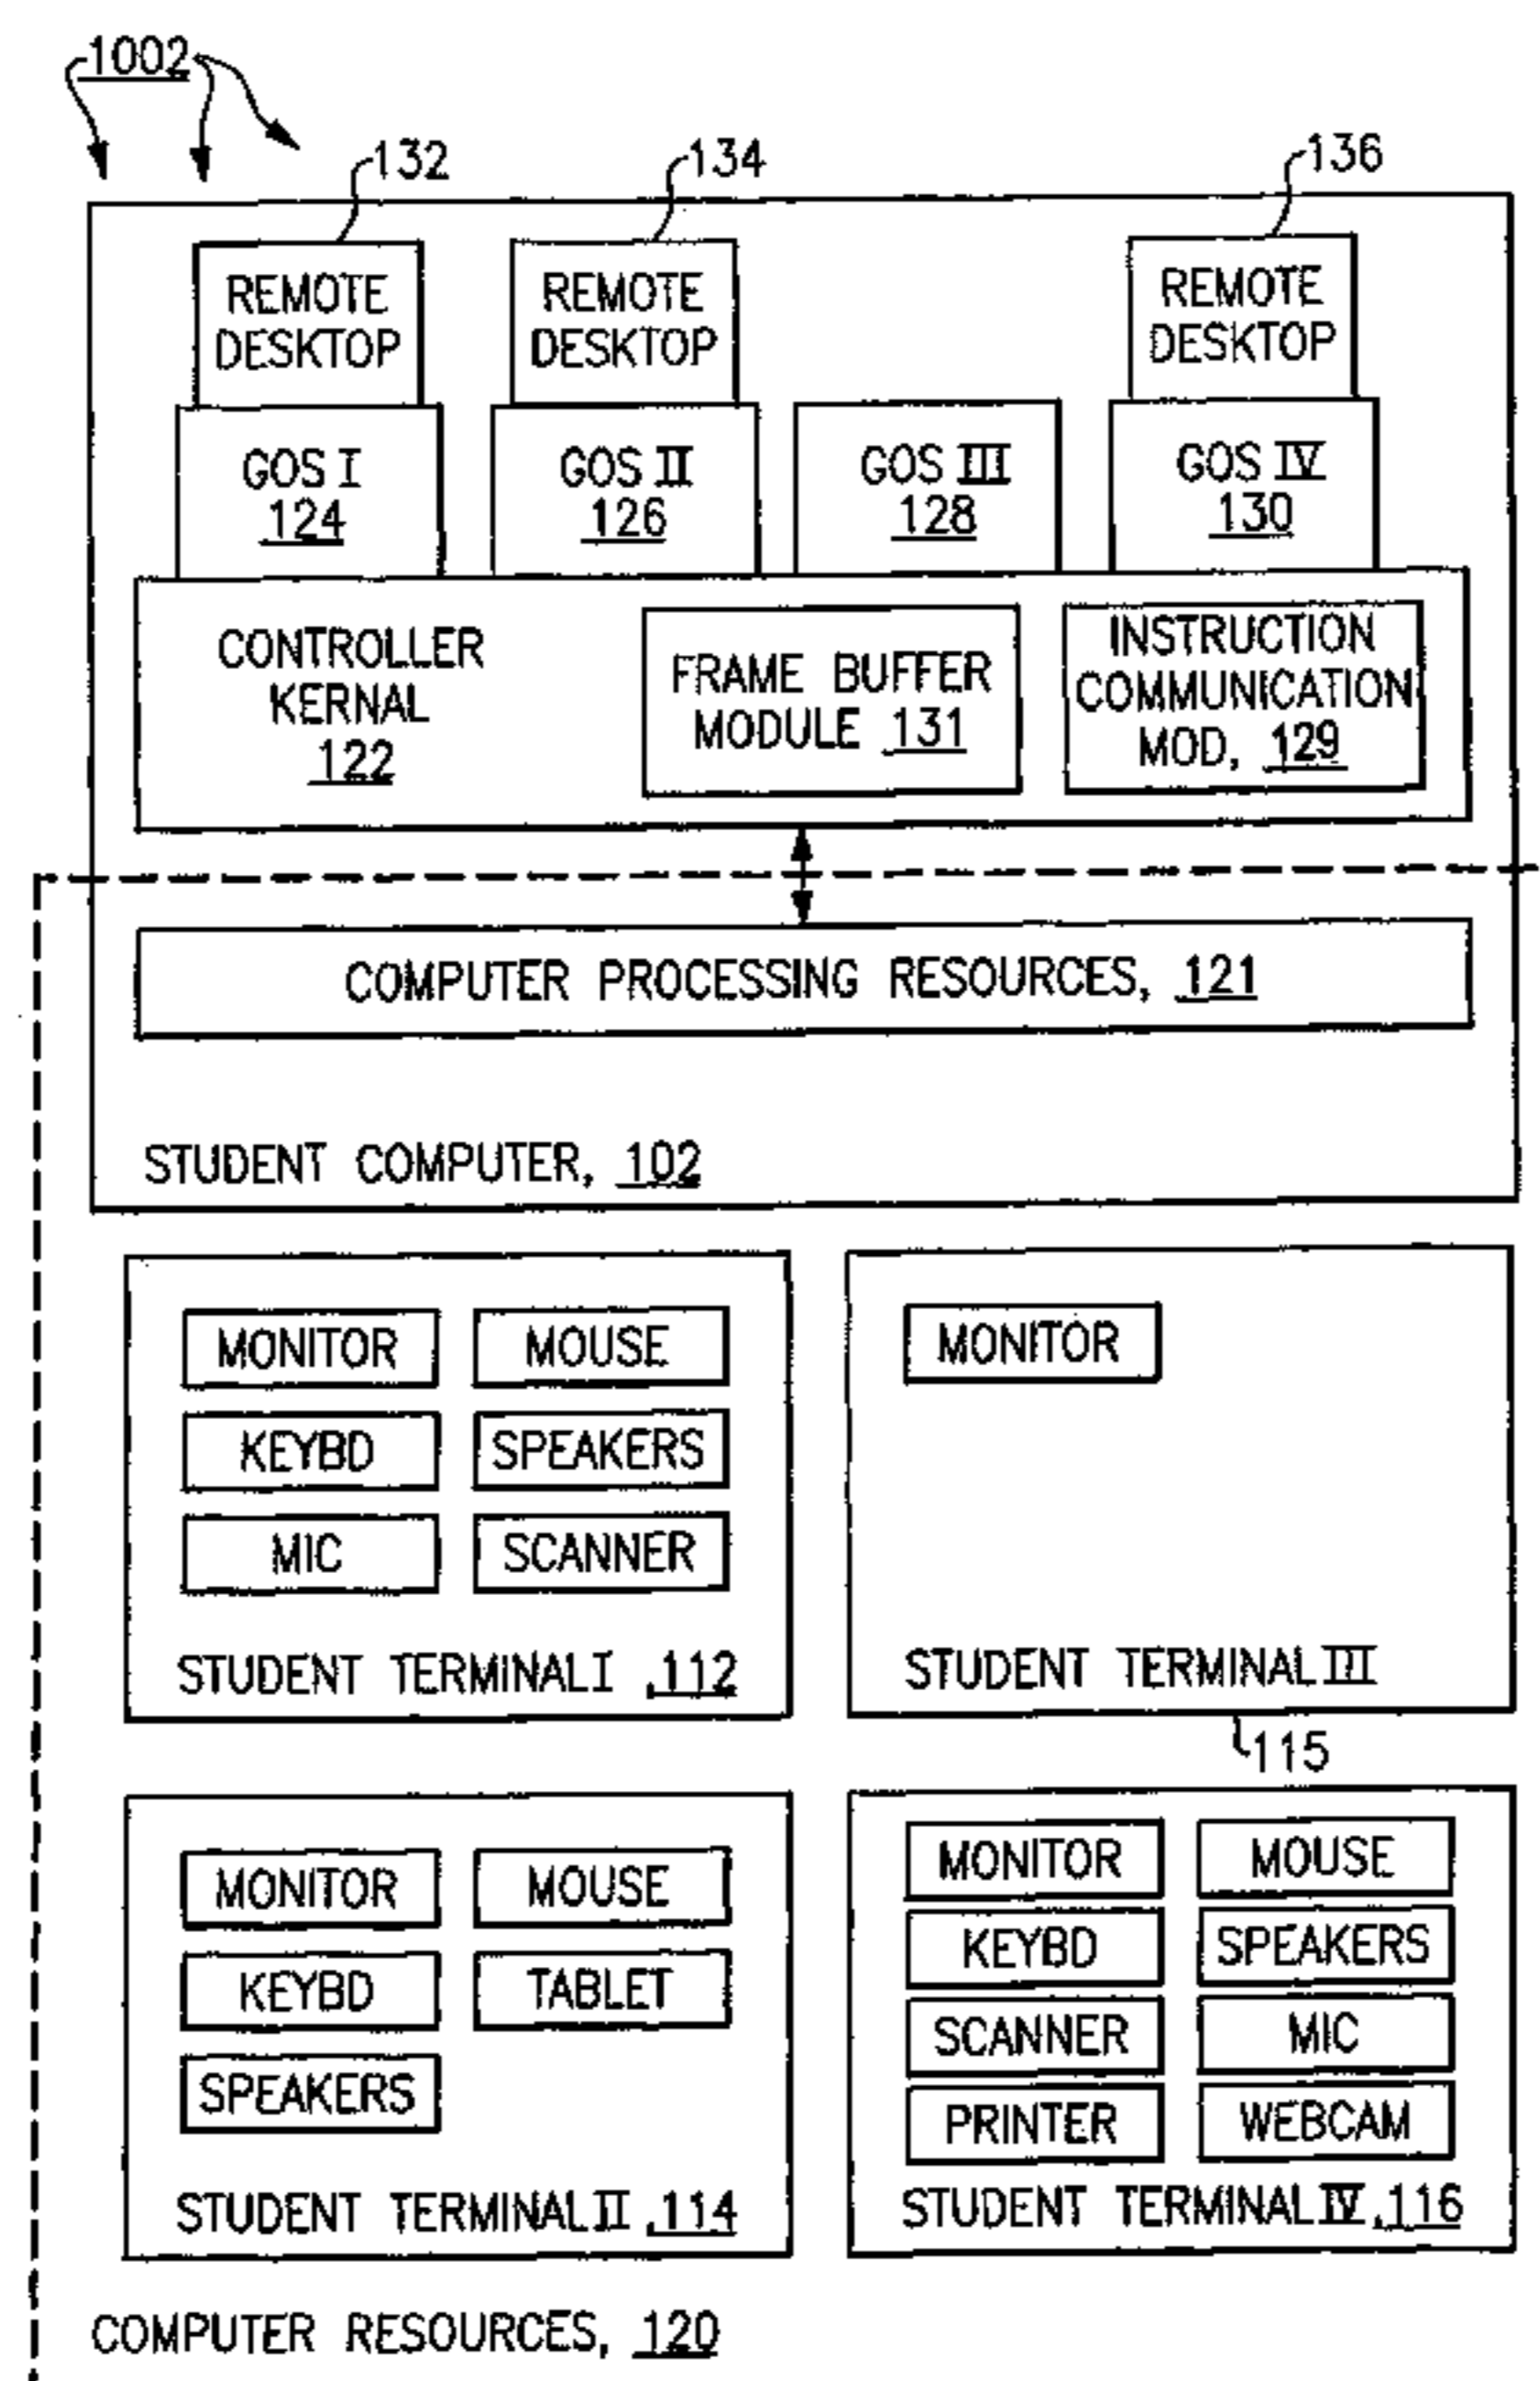 1002
132
134
136
REMOTE
DESKTOP
REMOTE
DESKTOP
REMOTE
DESKTOP
GOS I
124
GOS II
126
GOS III
128
GOS IV
130
CONTROLLER
KERNAL
122
FRAME BUFFER
MODULE 131
INSTRUCTION
COMMUNICATION
MOD, 129
COMPUTER PROCESSING RESOURCES, 121
STUDENT COMPUTER, 102
MONITOR
MOUSE
KEYBD
SPEAKERS
MIC
SCANNER
STUDENT TERMINAL I ,112
MONITOR
STUDENT TERMINAL III
115
MONITOR
MOUSE
KEYBD
TABLET
SPEAKERS
STUDENT TERMINAL II ,114
MONITOR
MOUSE
KEYBD
SPEAKERS
SCANNER
MIC
PRINTER
WEBCAM
STUDENT TERMINAL IV,116
COMPUTER RESOURCES, 120